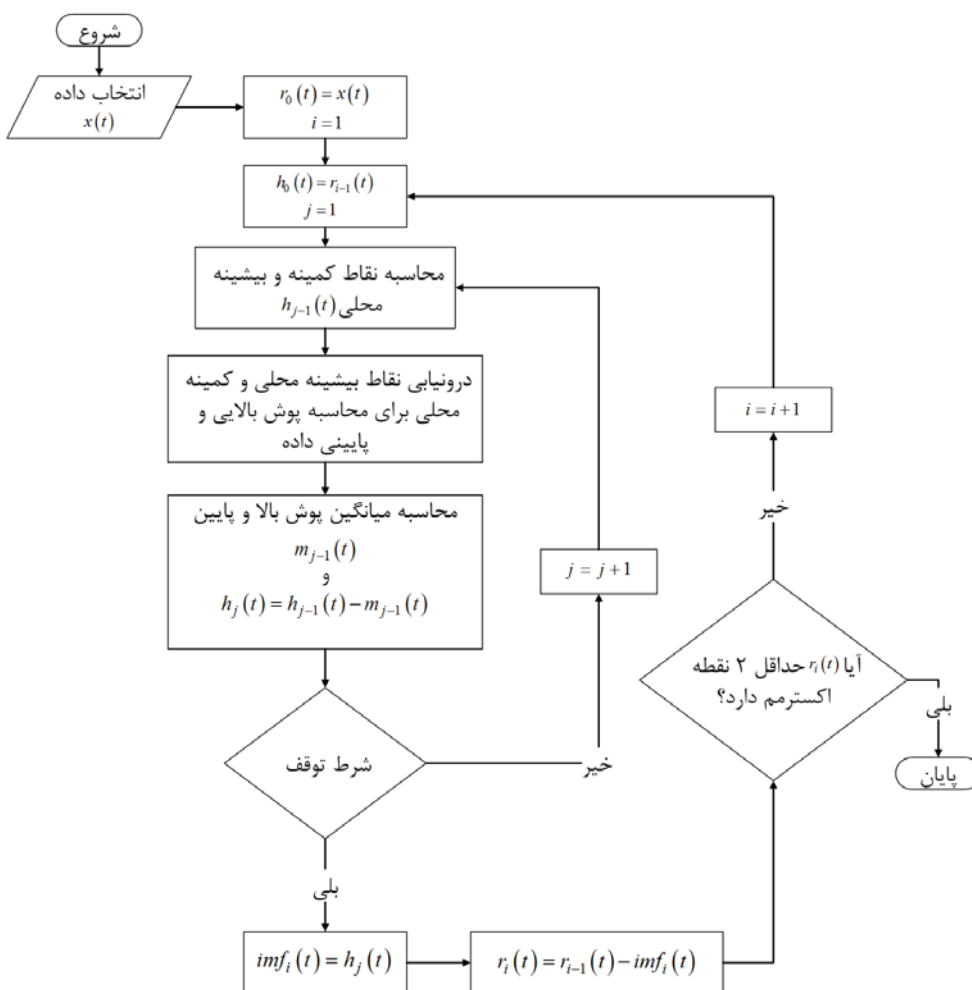 شروع
انتخاب داده
x(t)
r_0(t) = x(t)
i = 1
h_0(t) = r_{i-1}(t)
j = 1
محاسبه نقاط کمینه و بیشینه
محلی h_{j-1}(t)
درونیابی نقاط بیشینه محلی و کمینه
محلی برای محاسبه پوش بالایی و
پایینی داده
محاسبه میانگین پوش بالا و پایین
m_{j-1}(t)
و
h_j(t) = h_{j-1}(t) - m_{j-1}(t)
شرط توقف
خیر
j = j+1
بلی
imf_i(t) = h_j(t)
r_i(t) = r_{i-1}(t) - imf_i(t)
آیا r_i(t) حداقل ۲ نقطه
اکسترمم دارد؟
خیر
i = i+1
بلی
پایان